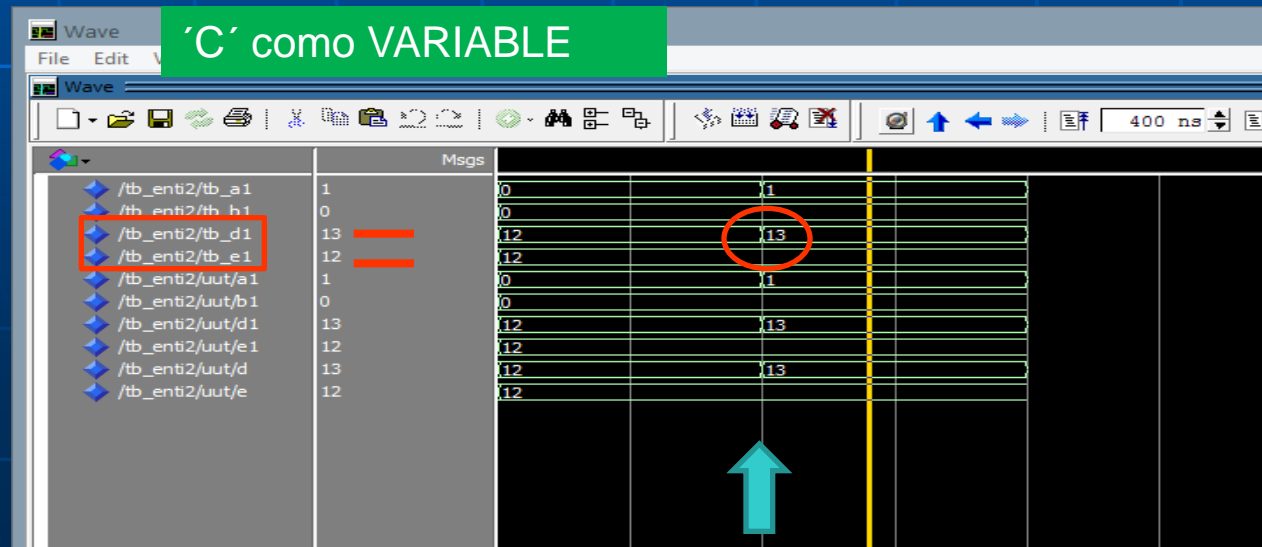 ´C´ como VARIABLE
Wave
File Edit
Wave
400 ns
Msgs
/tb_enti2/tb_a1 1 0 1
/tb_enti2/tb_b1 0 0
/tb_enti2/tb_d1 13 12 13
/tb_enti2/tb_e1 12 12
/tb_enti2/uut/a1 1 0 1
/tb_enti2/uut/b1 0 0
/tb_enti2/uut/d1 13 12 13
/tb_enti2/uut/e1 12 12
/tb_enti2/uut/d 13 12 13
/tb_enti2/uut/e 12 12